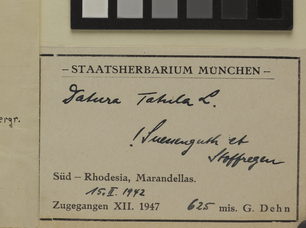 – STAATSHERBARIUM MÜNCHEN –
Datura Tatula L.
! Suessenguth et
Stoffregen
Süd – Rhodesia, Marandellas.
15.II. 1942
Zugegangen XII. 1947 625 mis. G. Dehn